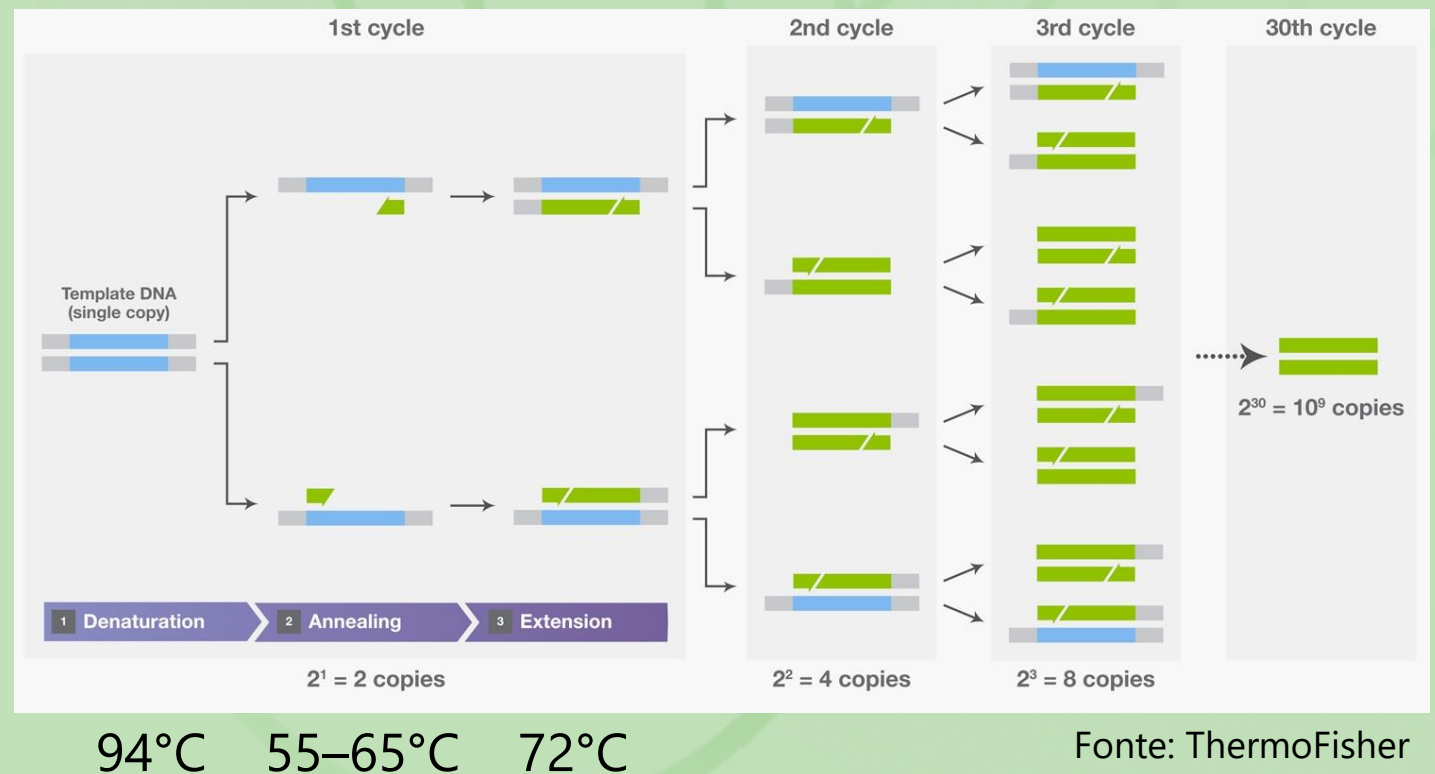 1st cycle
2nd cycle
3rd cycle
30th cycle
Template DNA
(single copy)
2³⁰ = 10⁹ copies
1 Denaturation
2 Annealing
3 Extension
2¹ = 2 copies
2² = 4 copies
2³ = 8 copies
94°C
55–65°C
72°C
Fonte: ThermoFisher